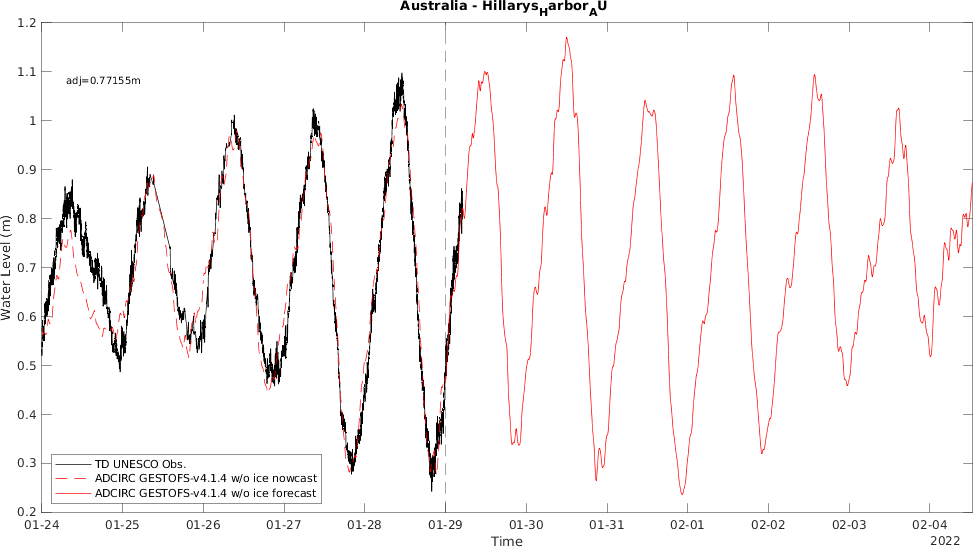 Australia - Hillarys_Harbor_AU
1.2
1.1
adj=0.77155m
1
0.9
0.8
0.7
0.6
0.5
0.4
0.3
0.2
Water Level (m)
TD UNESCO Obs.
ADCIRC GESTOFS-v4.1.4 w/o ice nowcast
ADCIRC GESTOFS-v4.1.4 w/o ice forecast
01-24 01-25 01-26 01-27 01-28 01-29 01-30 01-31 02-01 02-02 02-03 02-04
Time
2022